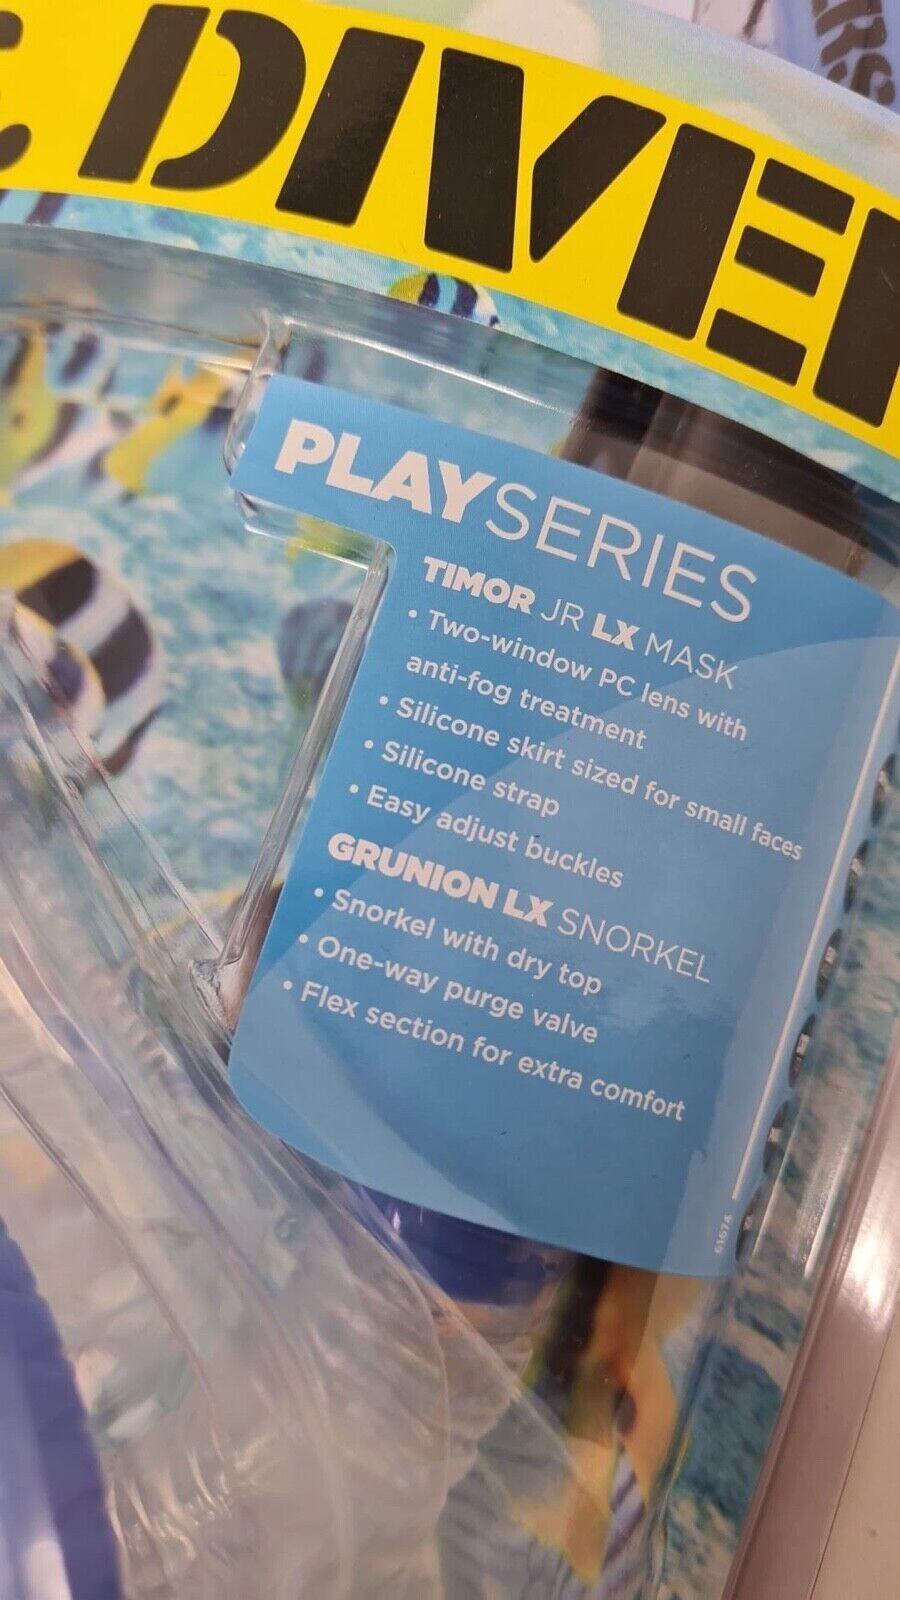 DIVE
PLAYSERIES
TIMOR JR LX MASK
• Two-window PC lens with
anti-fog treatment
• Silicone skirt sized for small faces
• Silicone strap
• Easy adjust buckles
GRUNION LX SNORKEL
• Snorkel with dry top
• One-way purge valve
• Flex section for extra comfort
61674